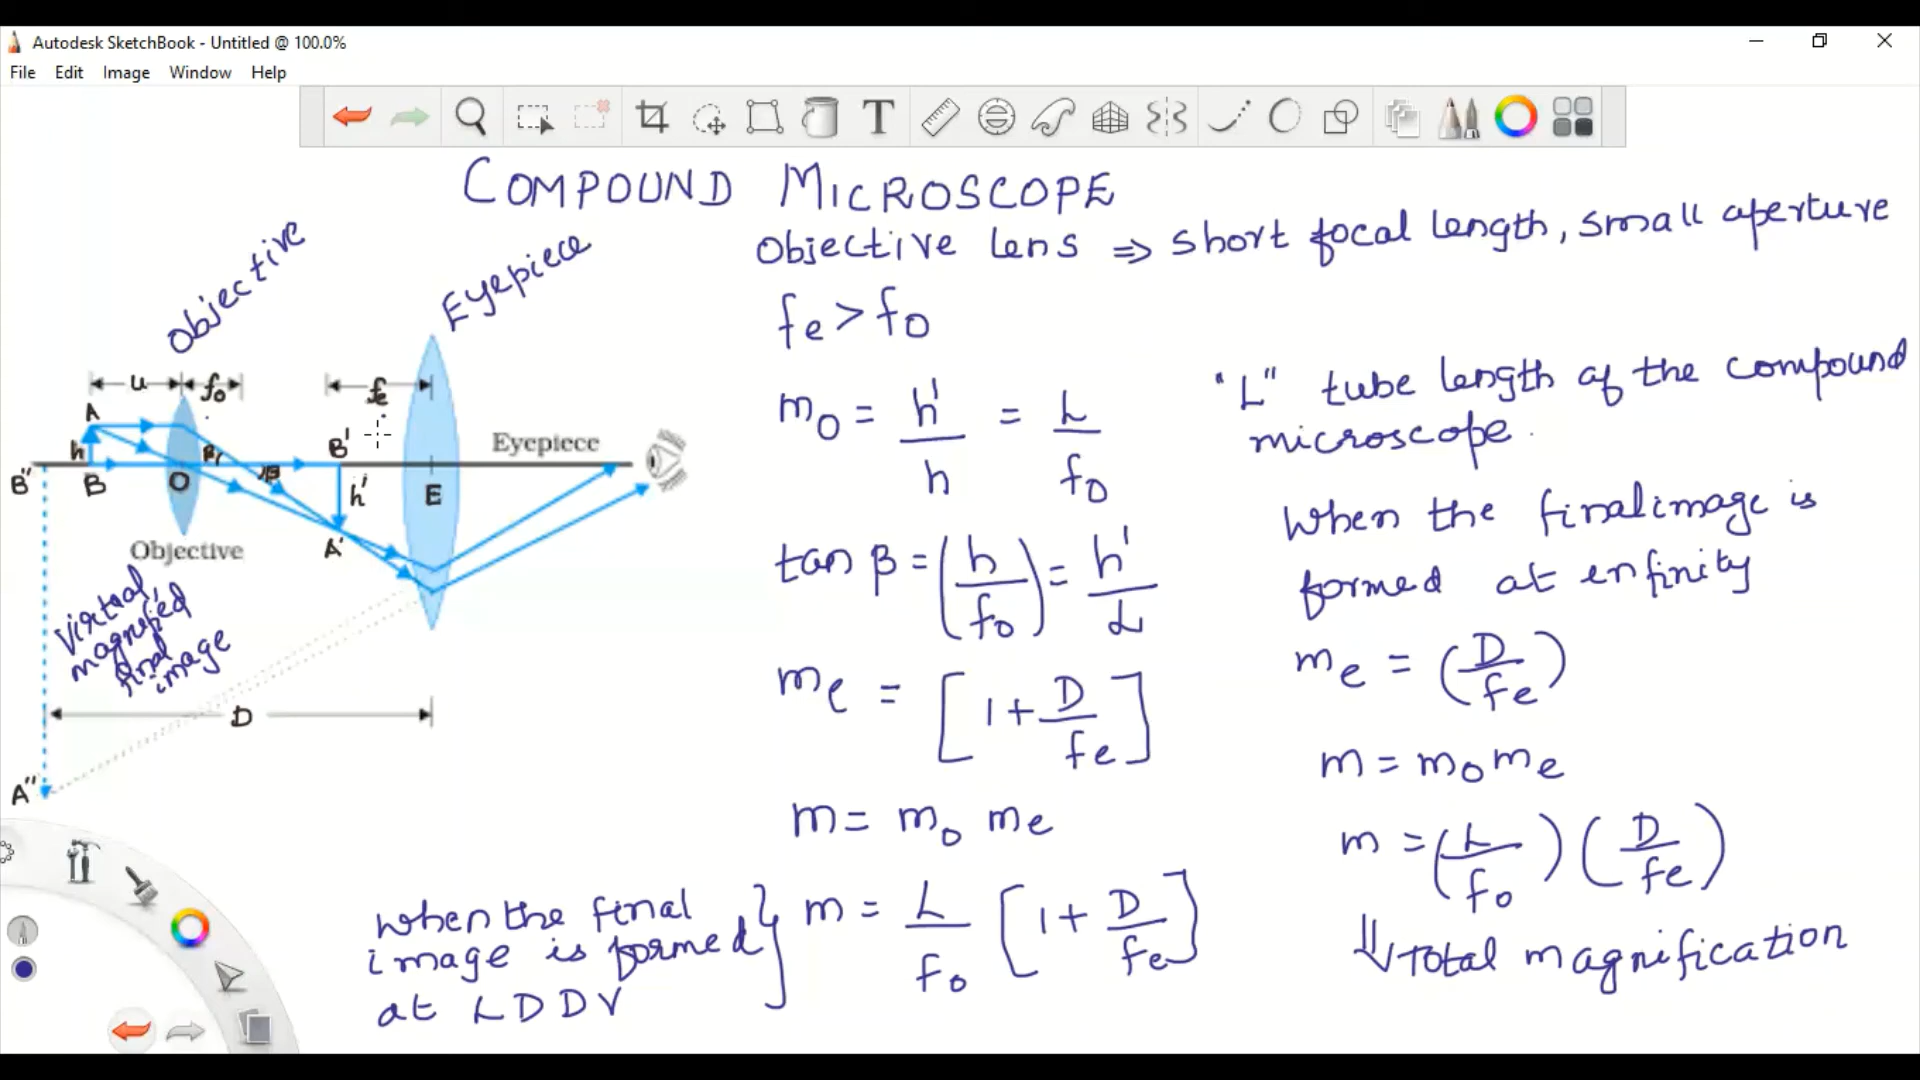 Autodesk SketchBook - Untitled @ 100.0%
File Edit Image Window Help
COMPOUND MICROSCOPE
Objective
Eyepiece
u
fo
fe
A
h
B''
B
O
β
β
B'
h'
A'
E
Eyepiece
Objective
Virtual,
magnified
final
image
D
A''
Objective lens ⇒ short focal length, small aperture
fe > fo
mo = h'/h = L/fo
tan β = (h/fo) = h'/L
me = [1 + D/fe]
m = mo me
when the final
image is formed
at LDDV
} m = L/fo [1 + D/fe]
"L" tube length of the compound
microscope.
When the final image is
formed at enfinity
me = (D/fe)
m = mo me
m = (L/fo) (D/fe)
⇓ Total magnification